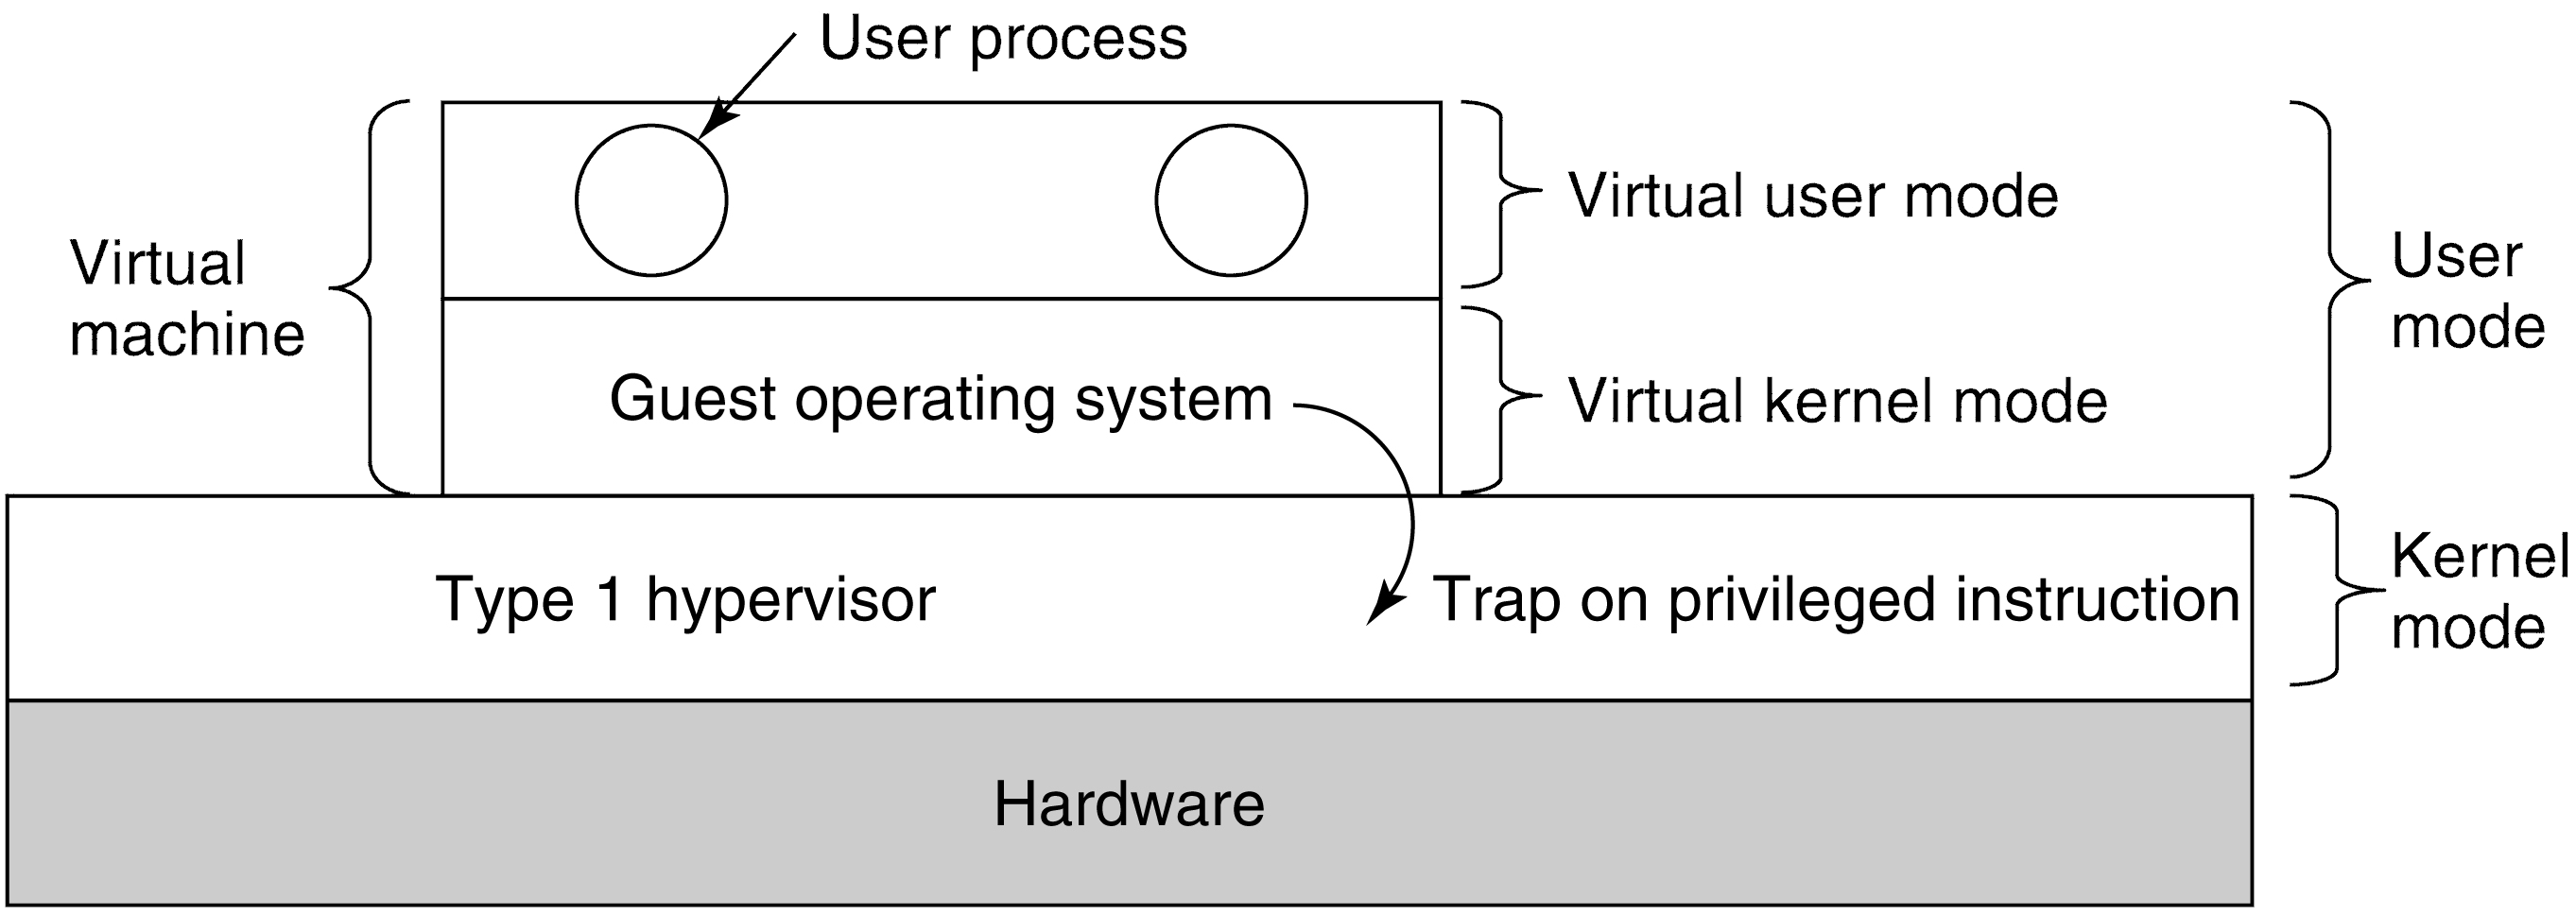 User process
Virtual user mode
Virtual
machine
User
mode
Guest operating system
Virtual kernel mode
Type 1 hypervisor
Trap on privileged instruction
Kernel
mode
Hardware